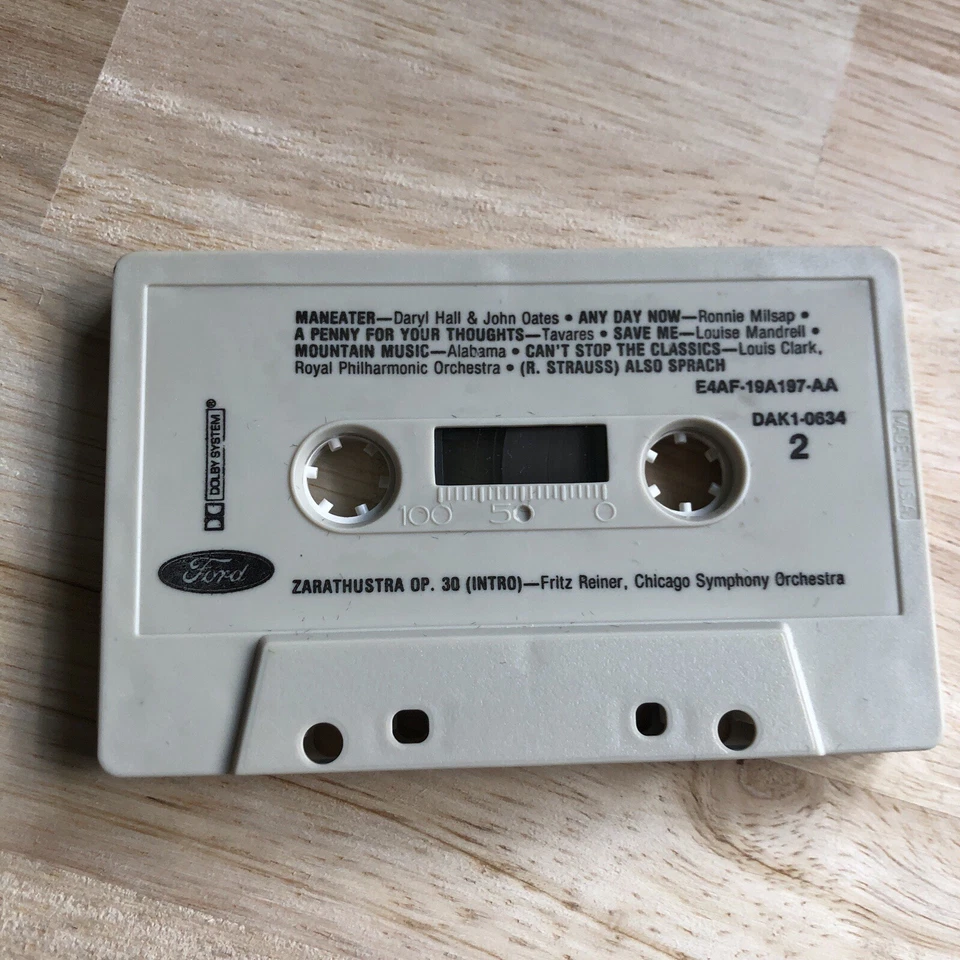 MANEATER—Daryl Hall & John Oates • ANY DAY NOW—Ronnie Milsap •
A PENNY FOR YOUR THOUGHTS—Tavares • SAVE ME—Louise Mandrell •
MOUNTAIN MUSIC—Alabama • CAN'T STOP THE CLASSICS—Louis Clark,
Royal Philharmonic Orchestra • (R. STRAUSS) ALSO SPRACH
E4AF-19A197-AA
DAK1-0634
2
DOLBY SYSTEM®
MADE IN U.S.A.
100 50 0
Ford
ZARATHUSTRA OP. 30 (INTRO)—Fritz Reiner, Chicago Symphony Orchestra